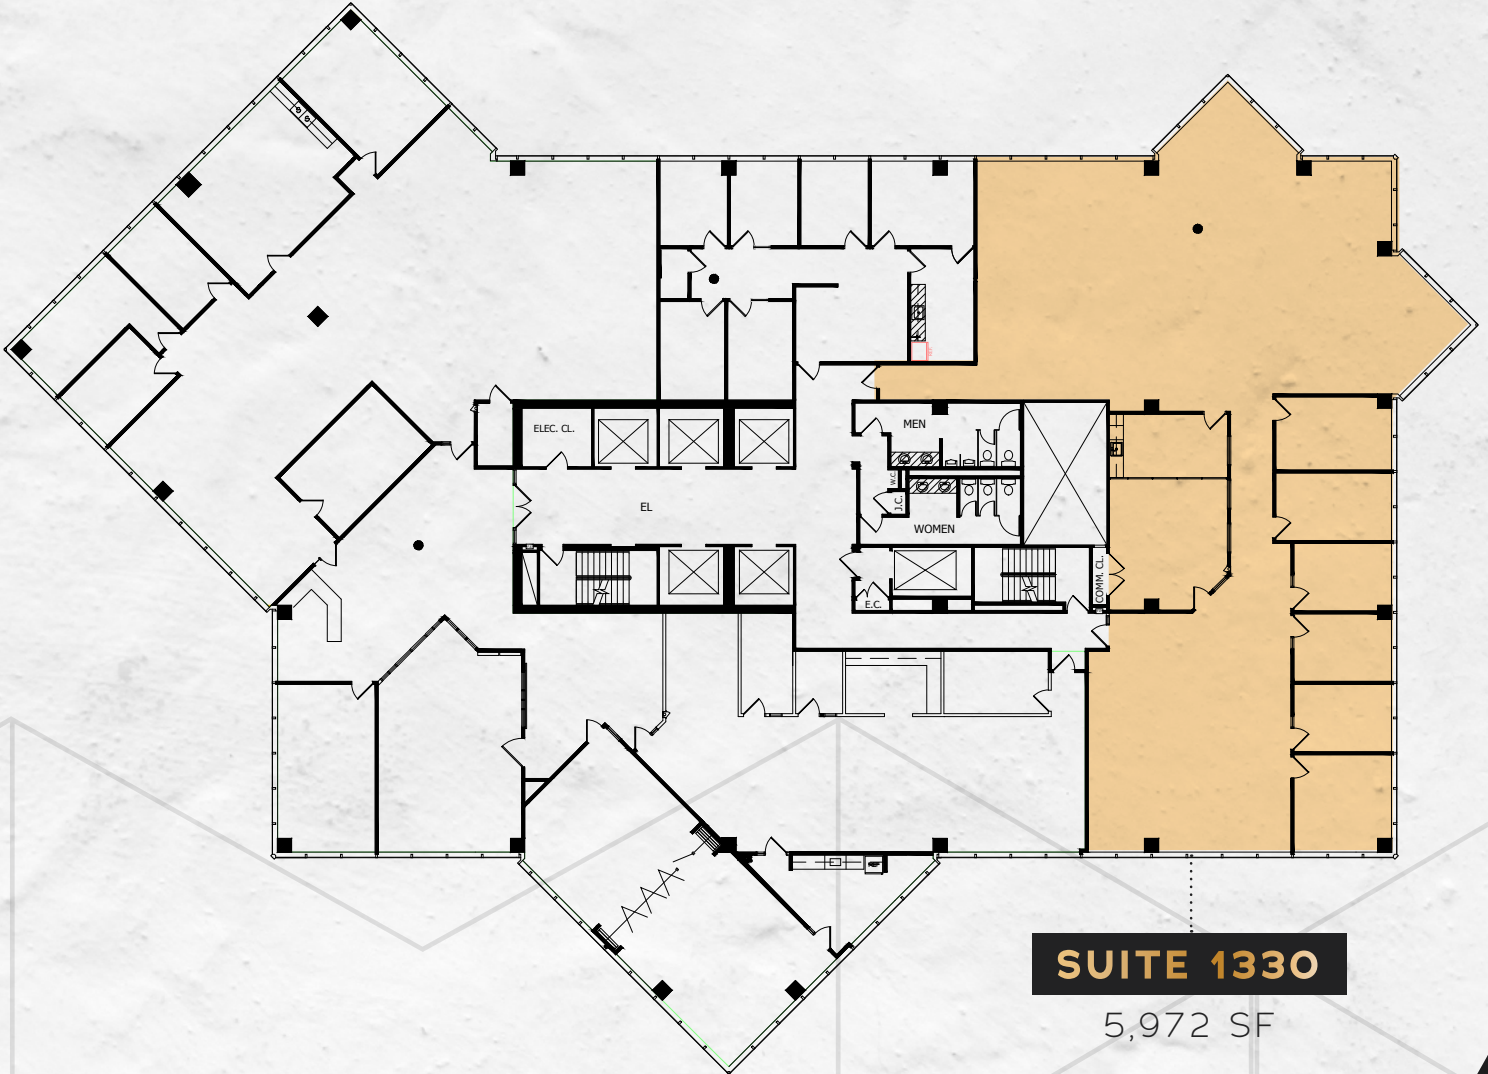 ELEC. CL.
MEN
W.C.
J.C.
EL
WOMEN
COMM. CL.
E.C.
SUITE 1330
5,972 SF